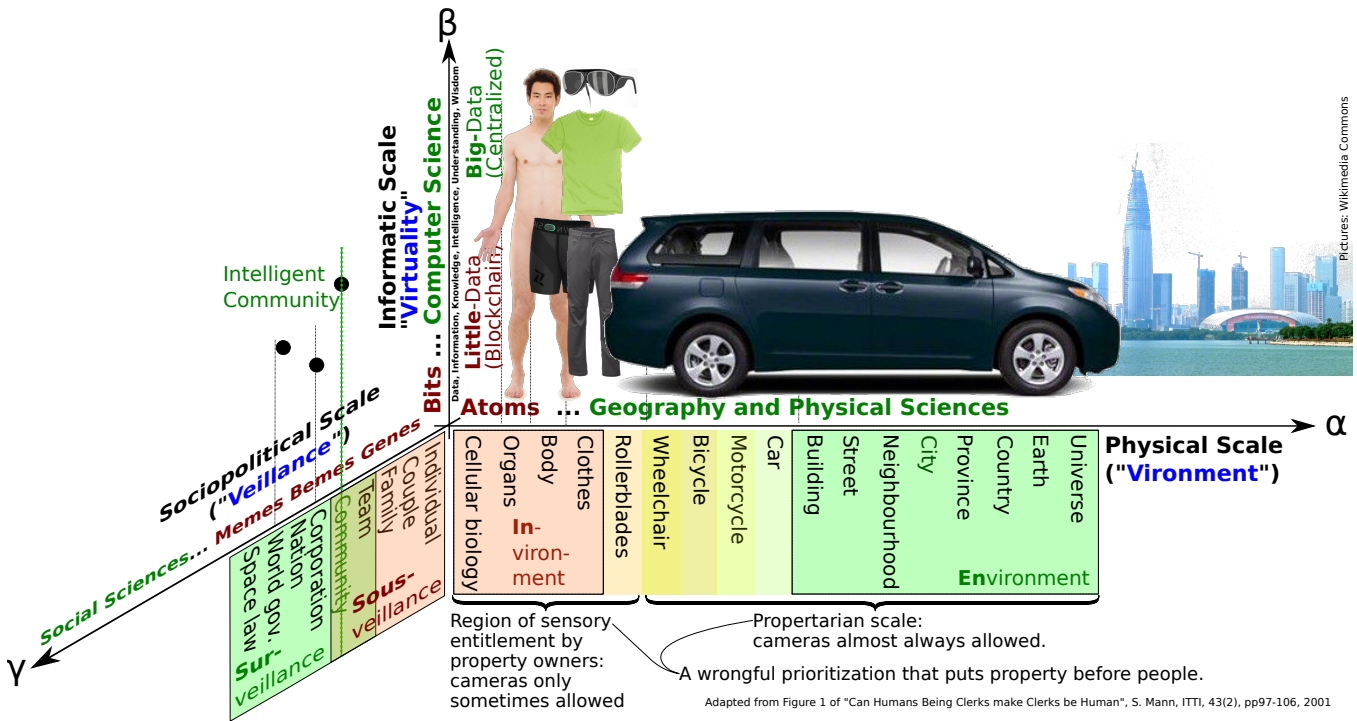 β
Informatic Scale
"Virtuality"
Bits ... Computer Science
Data, Information, Knowledge, Intelligence, Understanding, Wisdom
Big-Data
(Centralized)
Little-Data
(Blockchain)
Pictures: Wikimedia Commons
Intelligent
Community
Atoms ... Geography and Physical Sciences
α
Physical Scale
("Vironment")
Sociopolitical Scale
("Veillance")
Social Sciences... Memes Bemes Genes
γ
Space law
World gov.
Nation
Corporation
Community
Team
Family
Couple
Individual
Sur-
veillance
Sous-
veillance
Cellular biology
Organs
Body
Clothes
Rollerblades
Wheelchair
Bicycle
Motorcycle
Car
Building
Street
Neighbourhood
City
Province
Country
Earth
Universe
In-
viron-
ment
Environment
Region of sensory
entitlement by
property owners:
cameras only
sometimes allowed
Propertarian scale:
cameras almost always allowed.
A wrongful prioritization that puts property before people.
Adapted from Figure 1 of "Can Humans Being Clerks make Clerks be Human", S. Mann, ITTI, 43(2), pp97-106, 2001